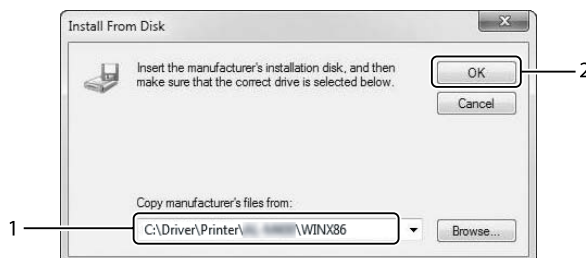 Install From Disk
Insert the manufacturer's installation disk, and then
make sure that the correct drive is selected below.
OK
2
Cancel
Copy manufacturer's files from:
1
C:\Driver\Printer\ \WINX86
Browse...